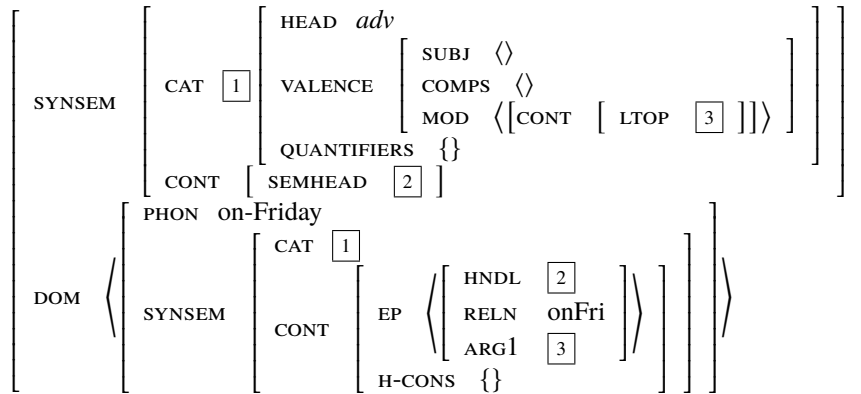 HEAD adv
SUBJ ⟨⟩
CAT [1] VALENCE COMPS ⟨⟩
SYNSEM MOD ⟨[CONT [ LTOP [3] ]]⟩
QUANTIFIERS {}
CONT [ SEMHEAD [2] ]
PHON on-Friday
CAT [1]
HNDL [2]
DOM SYNSEM CONT EP ⟨ RELN onFri ⟩
ARG1 [3]
H-CONS {}